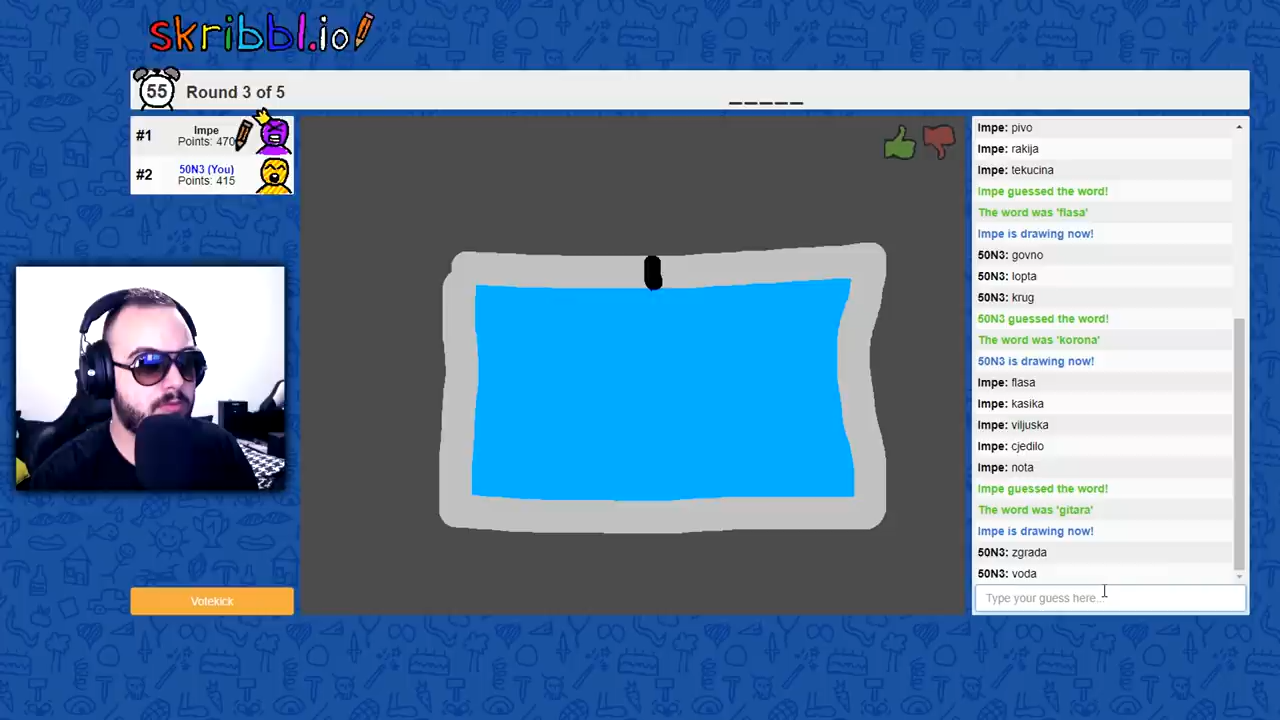 skribbl.io
55
Round 3 of 5
_ _ _ _ _
#1
Impe
Points: 470
#2
50N3 (You)
Points: 415
Votekick
Impe: pivo
Impe: rakija
Impe: tekucina
Impe guessed the word!
The word was 'flasa'
Impe is drawing now!
50N3: govno
50N3: lopta
50N3: krug
50N3 guessed the word!
The word was 'korona'
50N3 is drawing now!
Impe: flasa
Impe: kasika
Impe: viljuska
Impe: cjedilo
Impe: nota
Impe guessed the word!
The word was 'gitara'
Impe is drawing now!
50N3: zgrada
50N3: voda
Type your guess here...